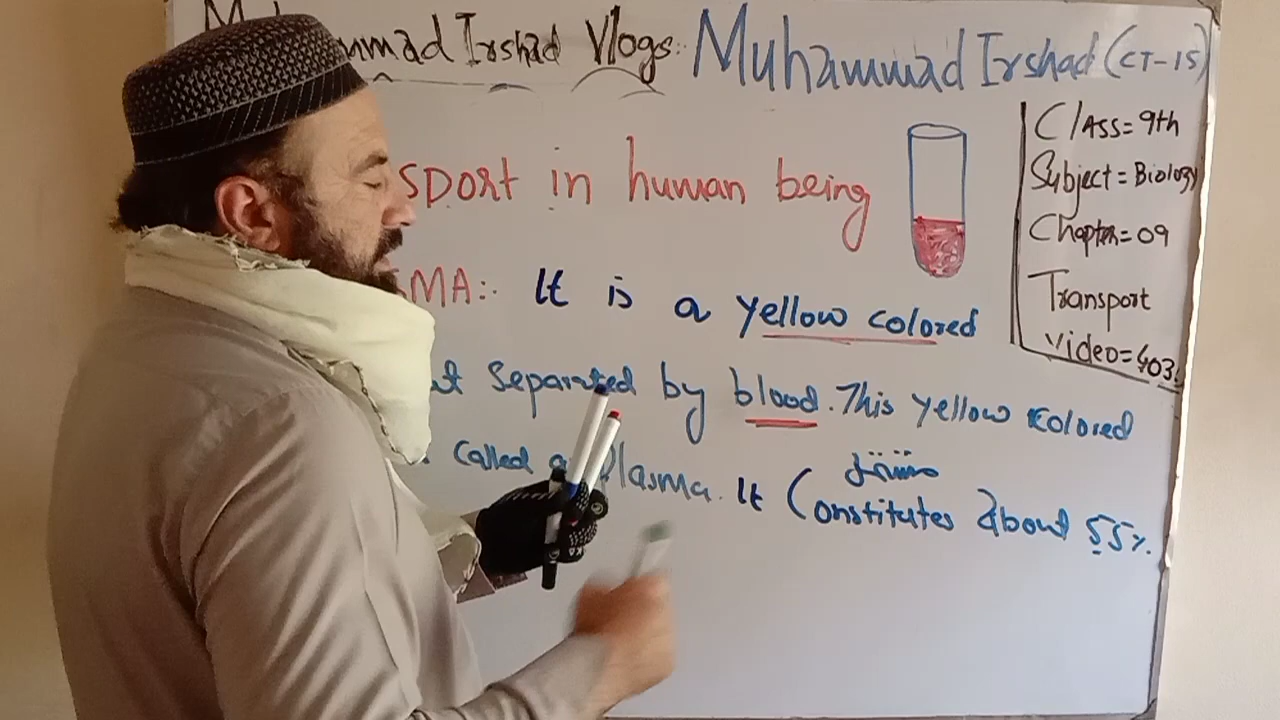 Muhammad Irshad Vlogs:- Muhammad Irshad (CT-15)
Class=9th
Subject=Biology
Chapter=09
Transport
Video=403
sport in human being
MA:- It is a yellow colored
separated by blood. This yellow colored
called Plasma. It Constitutes About 55%.